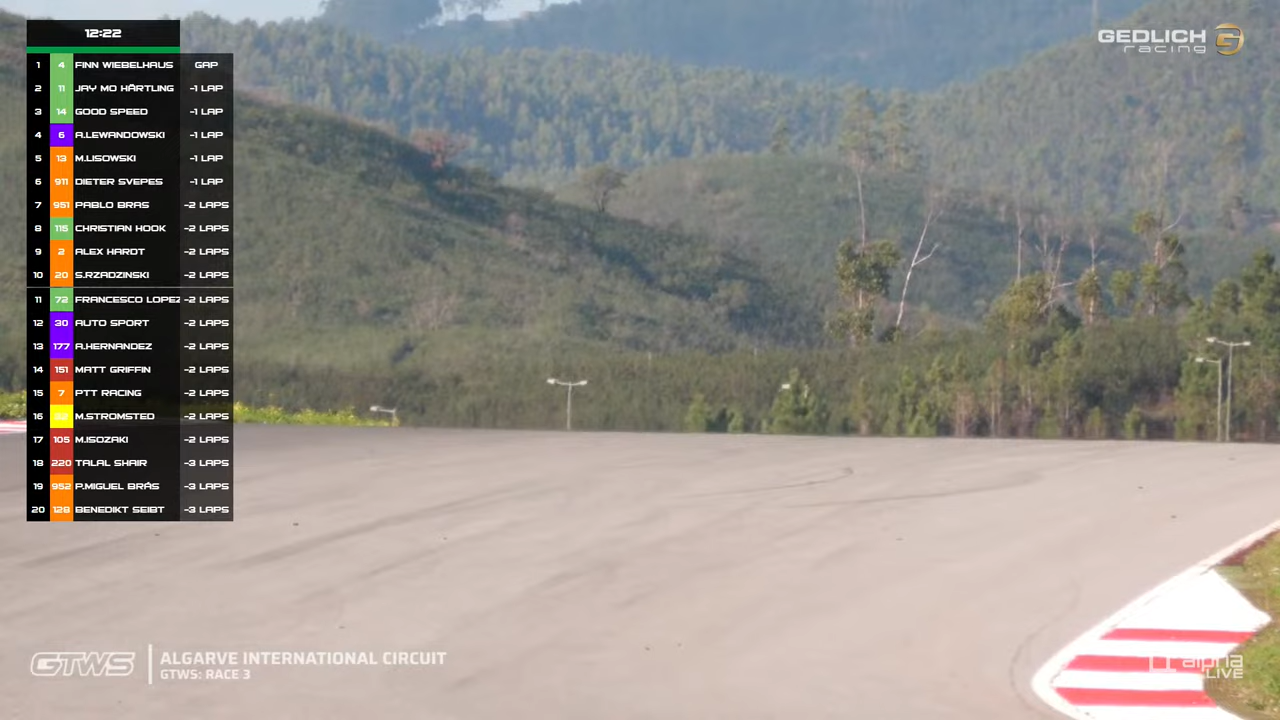 12:22
GEDLICH
racing
1 4 FINN WIEBELHAUS GAP
2 11 JAY MO HÄRTLING -1 LAP
3 14 GOOD SPEED -1 LAP
4 6 A.LEWANDOWSKI -1 LAP
5 13 M.LISOWSKI -1 LAP
6 911 DIETER SVEPES -1 LAP
7 951 PABLO BRAS -2 LAPS
8 115 CHRISTIAN HOOK -2 LAPS
9 2 ALEX HARDT -2 LAPS
10 20 S.RZADZINSKI -2 LAPS
11 72 FRANCESCO LOPEZ -2 LAPS
12 30 AUTO SPORT -2 LAPS
13 177 A.HERNANDEZ -2 LAPS
14 151 MATT GRIFFIN -2 LAPS
15 7 PTT RACING -2 LAPS
16 M.STROMSTED -2 LAPS
17 105 M.ISOZAKI -2 LAPS
18 220 TALAL SHAIR -3 LAPS
19 952 P.MIGUEL BRÁS -3 LAPS
20 128 BENEDIKT SEIBT -3 LAPS
GTWS
ALGARVE INTERNATIONAL CIRCUIT
GTWS: RACE 3
alpha
LIVE